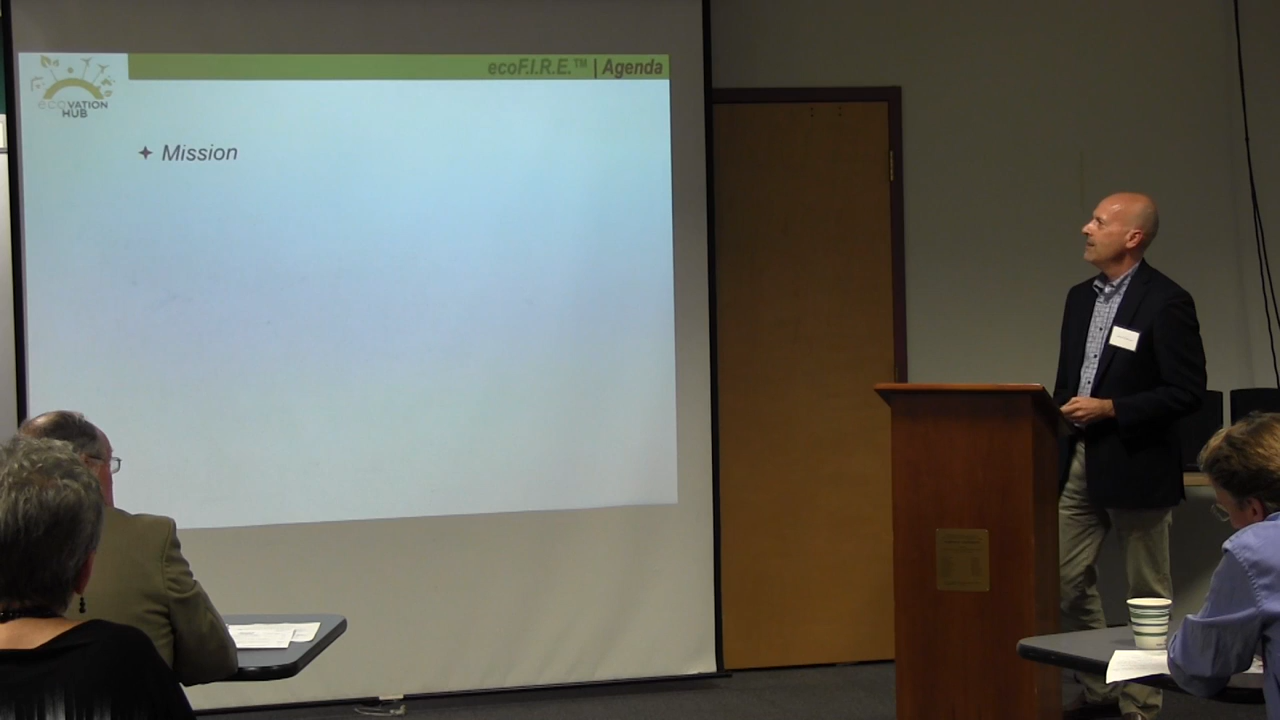 ecoF.I.R.E.™ | Agenda
ecoVATION
HUB
✦ Mission